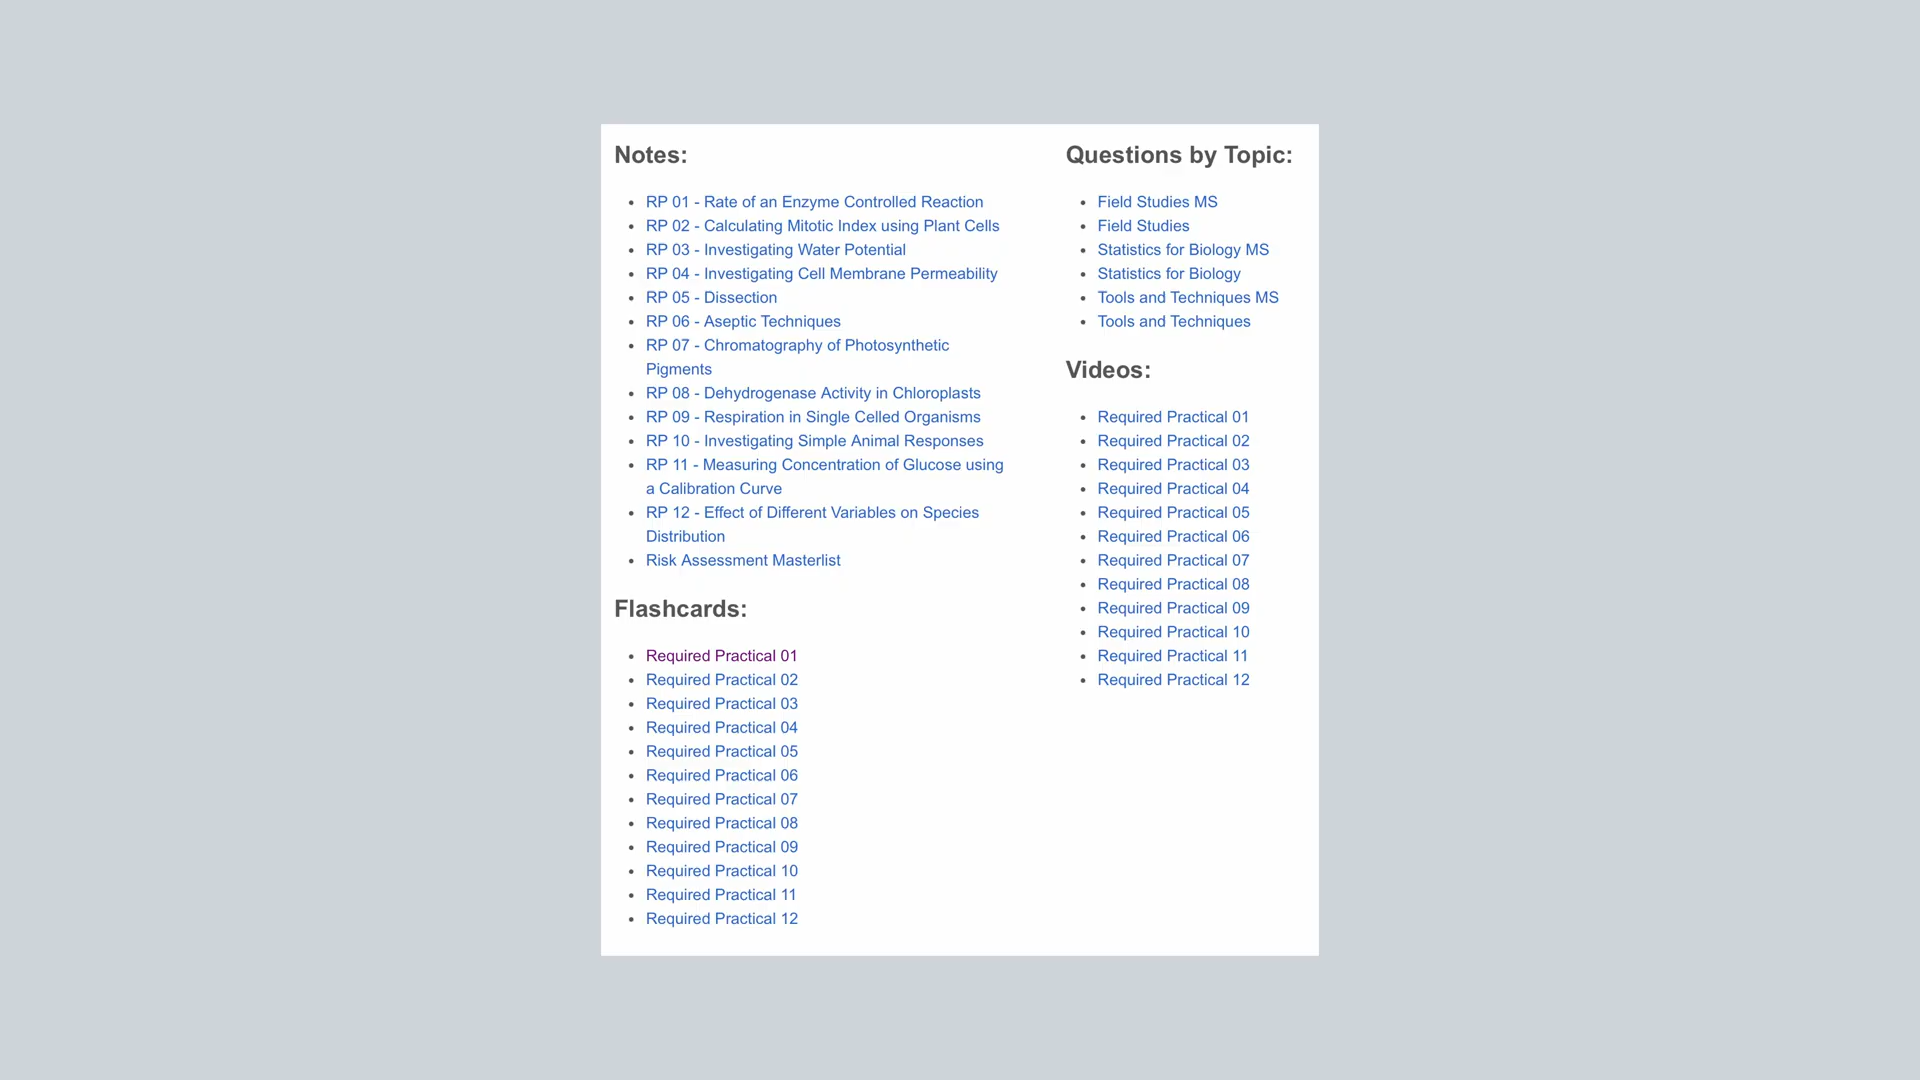 Notes:
RP 01 - Rate of an Enzyme Controlled Reaction
RP 02 - Calculating Mitotic Index using Plant Cells
RP 03 - Investigating Water Potential
RP 04 - Investigating Cell Membrane Permeability
RP 05 - Dissection
RP 06 - Aseptic Techniques
RP 07 - Chromatography of Photosynthetic
Pigments
RP 08 - Dehydrogenase Activity in Chloroplasts
RP 09 - Respiration in Single Celled Organisms
RP 10 - Investigating Simple Animal Responses
RP 11 - Measuring Concentration of Glucose using
a Calibration Curve
RP 12 - Effect of Different Variables on Species
Distribution
Risk Assessment Masterlist
Flashcards:
Required Practical 01
Required Practical 02
Required Practical 03
Required Practical 04
Required Practical 05
Required Practical 06
Required Practical 07
Required Practical 08
Required Practical 09
Required Practical 10
Required Practical 11
Required Practical 12
Questions by Topic:
Field Studies MS
Field Studies
Statistics for Biology MS
Statistics for Biology
Tools and Techniques MS
Tools and Techniques
Videos:
Required Practical 01
Required Practical 02
Required Practical 03
Required Practical 04
Required Practical 05
Required Practical 06
Required Practical 07
Required Practical 08
Required Practical 09
Required Practical 10
Required Practical 11
Required Practical 12